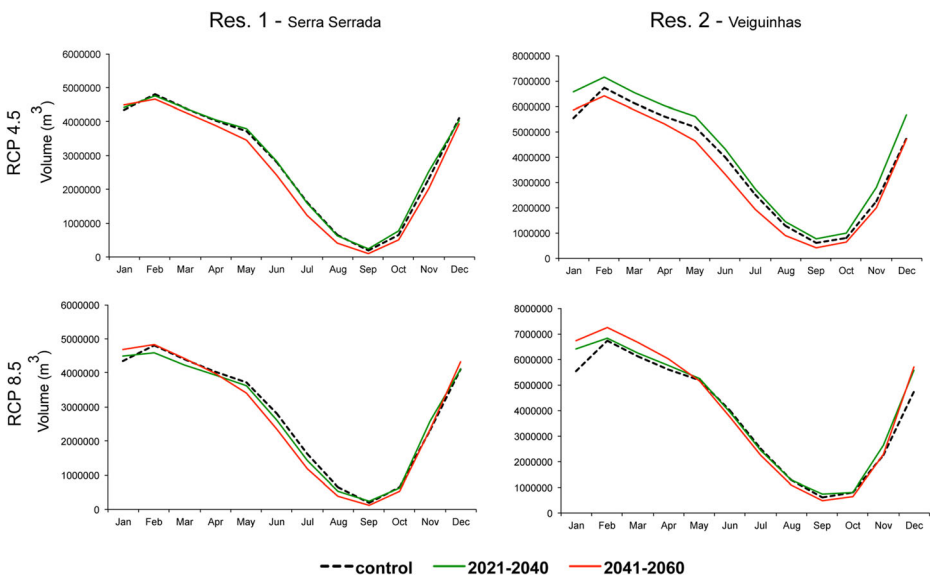 Res. 1 - Serra Serrada
Res. 2 - Veiguinhas
RCP 4.5
Volume (m3)
6000000
5000000
4000000
3000000
2000000
1000000
0
Jan Feb Mar Apr May Jun Jul Aug Sep Oct Nov Dec
8000000
7000000
6000000
5000000
4000000
3000000
2000000
1000000
0
Jan Feb Mar Apr May Jun Jul Aug Sep Oct Nov Dec
RCP 8.5
Volume (m3)
6000000
5000000
4000000
3000000
2000000
1000000
0
Jan Feb Mar Apr May Jun Jul Aug Sep Oct Nov Dec
8000000
7000000
6000000
5000000
4000000
3000000
2000000
1000000
0
Jan Feb Mar Apr May Jun Jul Aug Sep Oct Nov Dec
control 2021-2040 2041-2060